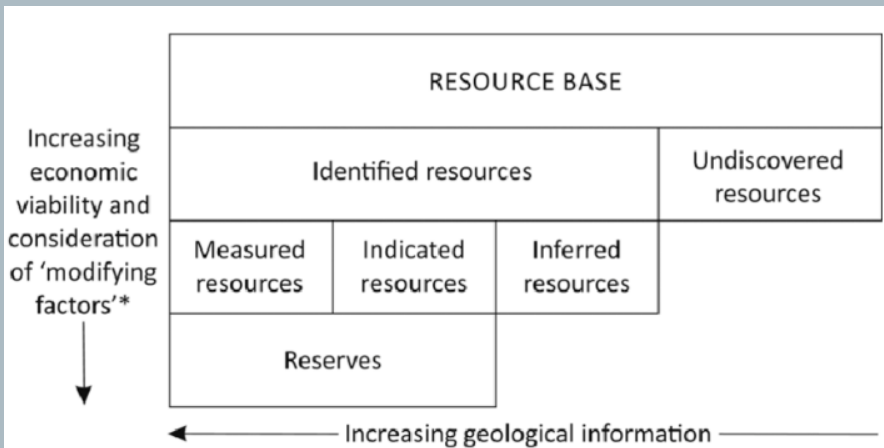 RESOURCE BASE
Increasing
economic
viability and
consideration
of ‘modifying
factors’*
Identified resources
Undiscovered
resources
Measured
resources
Indicated
resources
Inferred
resources
Reserves
Increasing geological information